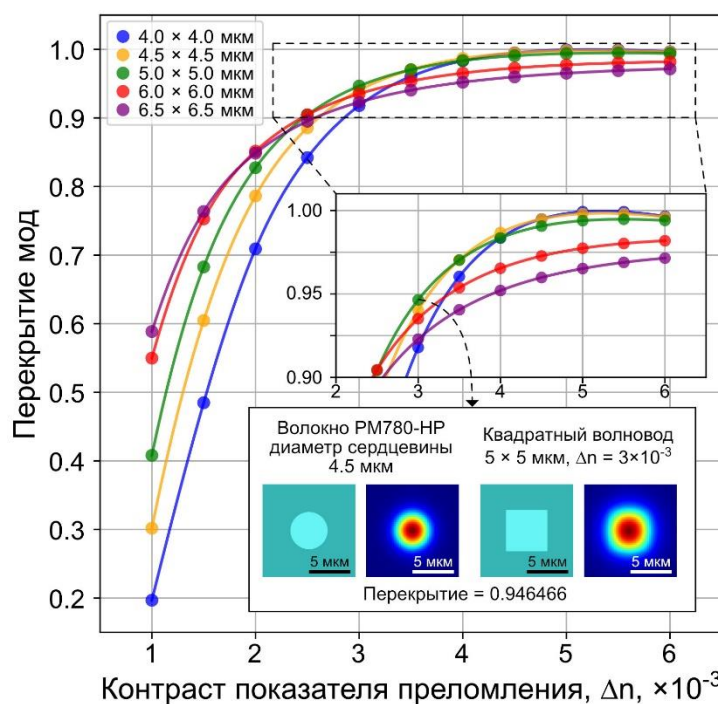 4.0 × 4.0 мкм
4.5 × 4.5 мкм
5.0 × 5.0 мкм
6.0 × 6.0 мкм
6.5 × 6.5 мкм
Перекрытие мод
1.0
0.9
0.8
0.7
0.6
0.5
0.4
0.3
0.2
1.00
0.95
0.90
2 3 4 5 6
Волокно PM780-HP
диаметр сердцевины
4.5 мкм
Квадратный волновод
5 × 5 мкм, Δn = 3×10⁻³
5 мкм 5 мкм 5 мкм 5 мкм
Перекрытие = 0.946466
1 2 3 4 5 6
Контраст показателя преломления, Δn, ×10⁻³